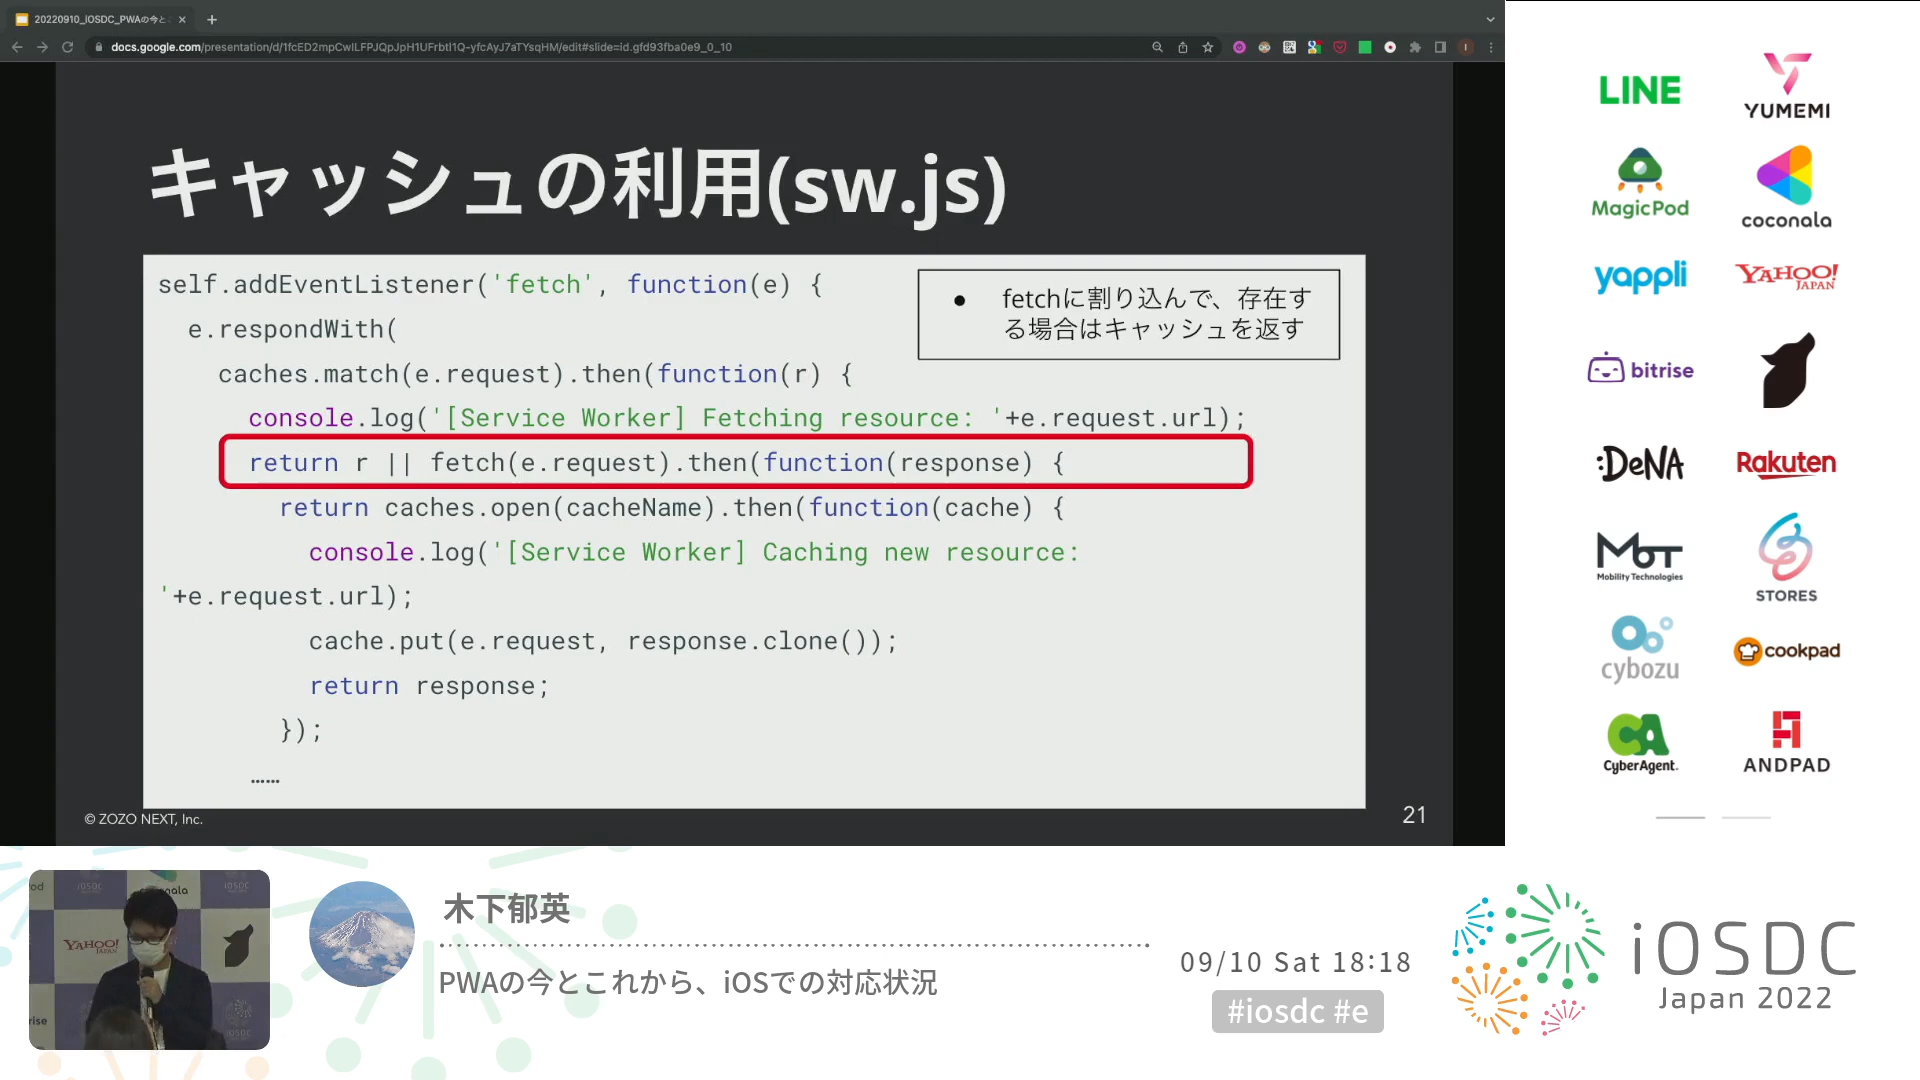 20220910_iOSDC_PWAの今と
docs.google.com/presentation/d/1fcED2mpCwILFPJQpJpH1UFrbtI1Q-yfcAyJ7aTYsqHM/edit#slide=id.gfd93fba0e9_0_10
キャッシュの利用(sw.js)
self.addEventListener('fetch', function(e) {
e.respondWith(
caches.match(e.request).then(function(r) {
console.log('[Service Worker] Fetching resource: '+e.request.url);
return r || fetch(e.request).then(function(response) {
return caches.open(cacheName).then(function(cache) {
console.log('[Service Worker] Caching new resource:
'+e.request.url);
cache.put(e.request, response.clone());
return response;
});
……
● fetchに割り込んで、存在す
る場合はキャッシュを返す
© ZOZO NEXT, Inc.
21
LINE
YUMEMI
MagicPod
coconala
yappli
YAHOO!
JAPAN
bitrise
:DeNA
Rakuten
MoT
Mobility Technologies
STORES
cybozu
cookpad
CA
CyberAgent.
ANDPAD
YAHOO!
木下郁英
PWAの今とこれから、iOSでの対応状況
09/10 Sat 18:18
#iosdc #e
iOSDC
Japan 2022